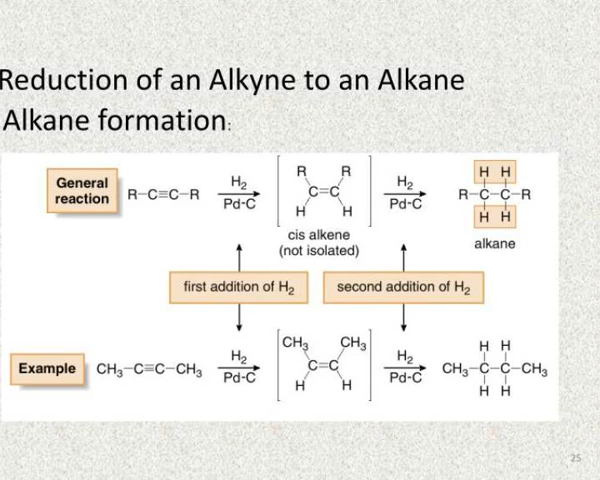 Reduction of an Alkyne to an Alkane
Alkane formation:
General reaction
R–C≡C–R
H₂
Pd-C
R R
C=C
H H
cis alkene
(not isolated)
H₂
Pd-C
H H
R–C–C–R
H H
alkane
first addition of H₂
second addition of H₂
Example
CH₃–C≡C–CH₃
H₂
Pd-C
CH₃ CH₃
C=C
H H
H₂
Pd-C
H H
CH₃–C–C–CH₃
H H
25